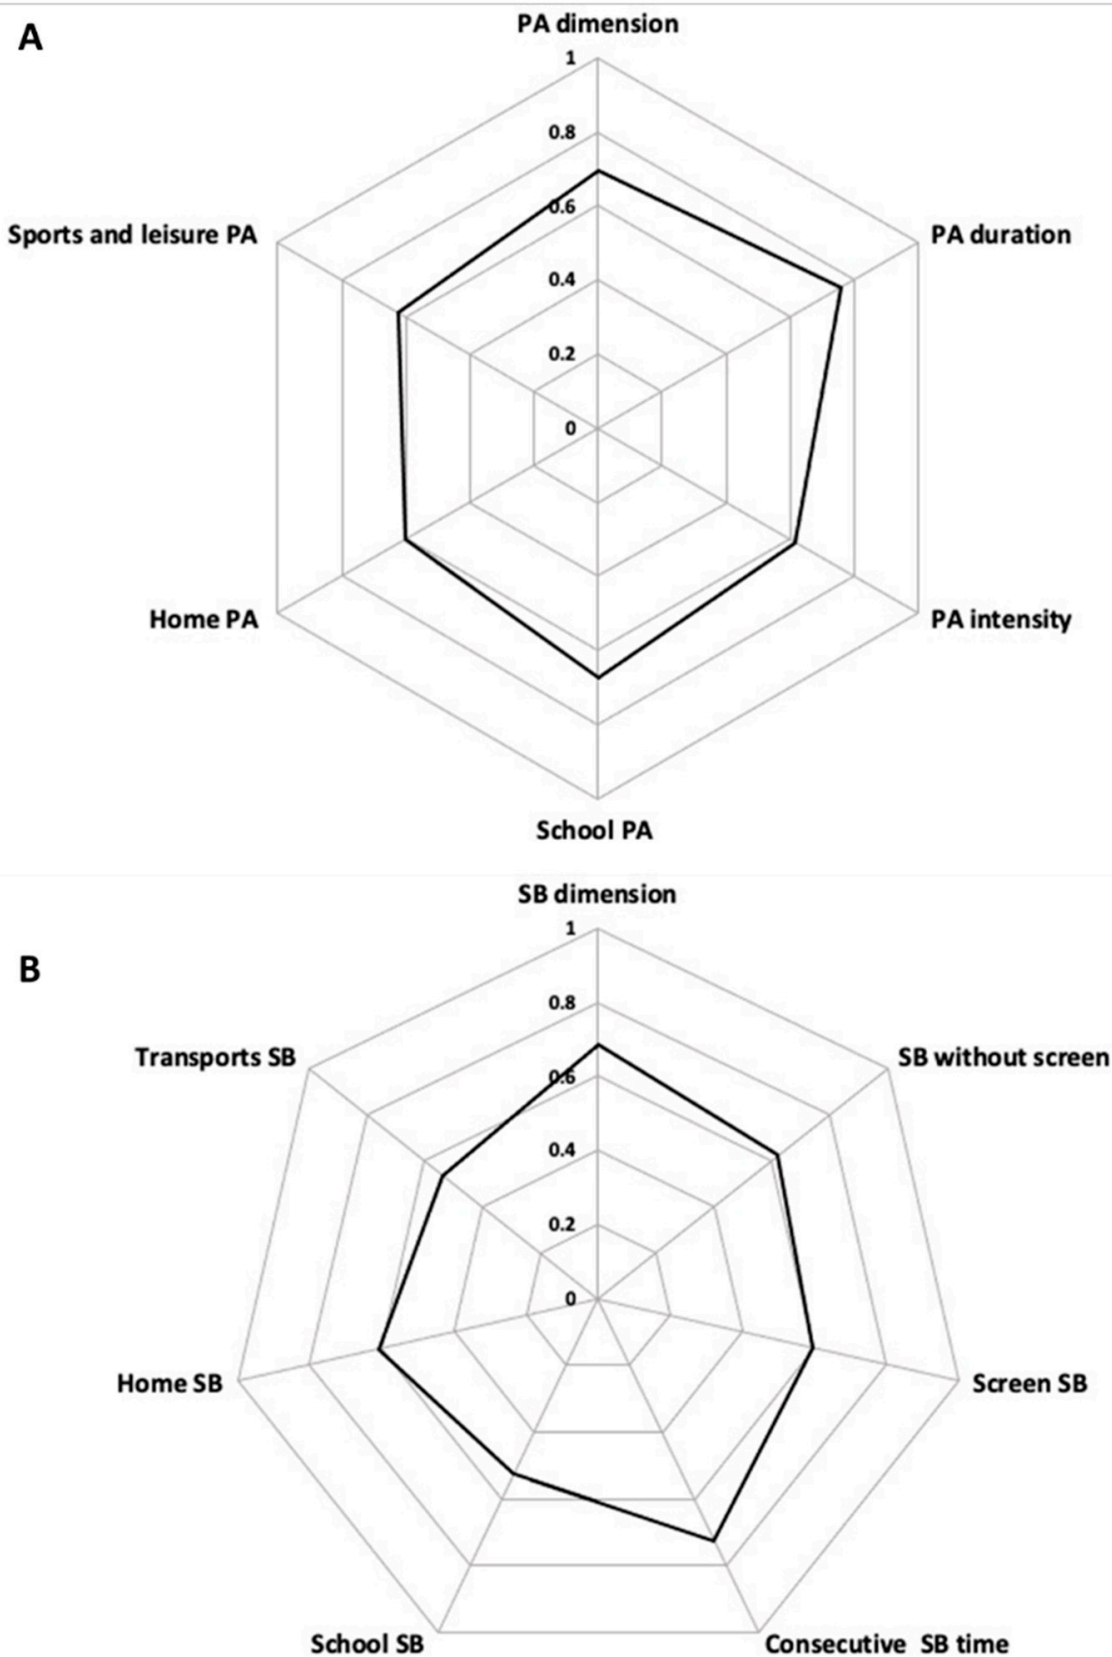 A
PA dimension
1
0.8
Sports and leisure PA
0.6
PA duration
0.4
0.2
0
Home PA
PA intensity
School PA
SB dimension
1
B
0.8
Transports SB
SB without screen
0.6
0.4
0.2
0
Home SB
Screen SB
School SB
Consecutive SB time